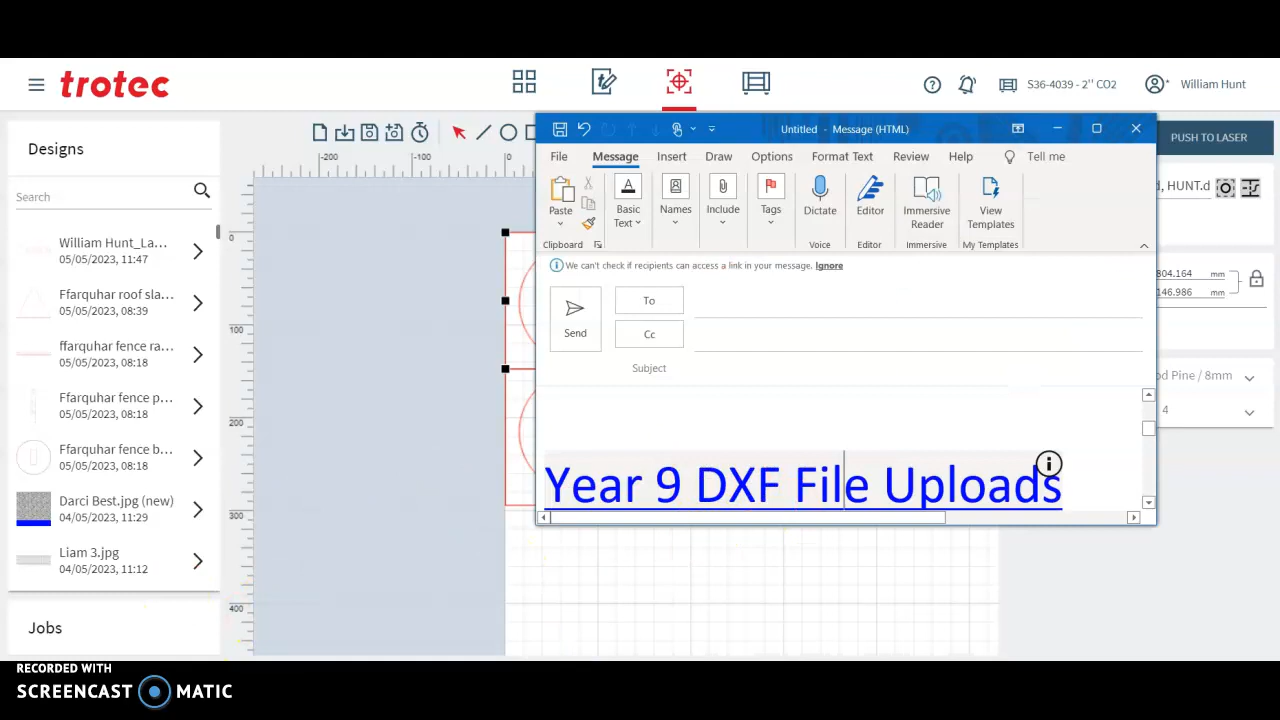 trotec
S36-4039 - 2'' CO2
William Hunt
Designs
Search
William Hunt_La...
05/05/2023, 11:47
Ffarquhar roof sla...
05/05/2023, 08:39
ffarquhar fence ra...
05/05/2023, 08:18
Ffarquhar fence p...
05/05/2023, 08:18
Ffarquhar fence b...
05/05/2023, 08:18
Darci Best.jpg (new)
04/05/2023, 11:29
Liam 3.jpg
04/05/2023, 11:12
Jobs
-200
-100
0
0
100
200
300
400
Untitled - Message (HTML)
File
Message
Insert
Draw
Options
Format Text
Review
Help
Tell me
Paste
Basic Text
Names
Include
Tags
Dictate
Editor
Immersive Reader
View Templates
Clipboard
Voice
Editor
Immersive
My Templates
We can't check if recipients can access a link in your message. Ignore
Send
To
Cc
Subject
Year 9 DXF File Uploads
PUSH TO LASER
, HUNT.d
804.164 mm
146.986 mm
od Pine / 8mm
4
RECORDED WITH
SCREENCAST MATIC